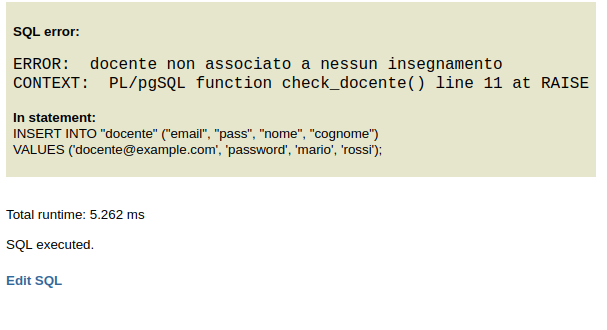 SQL error:
ERROR:  docente non associato a nessun insegnamento
CONTEXT:  PL/pgSQL function check_docente() line 11 at RAISE
In statement:
INSERT INTO "docente" ("email", "pass", "nome", "cognome")
VALUES ('docente@example.com', 'password', 'mario', 'rossi');
Total runtime: 5.262 ms
SQL executed.
Edit SQL